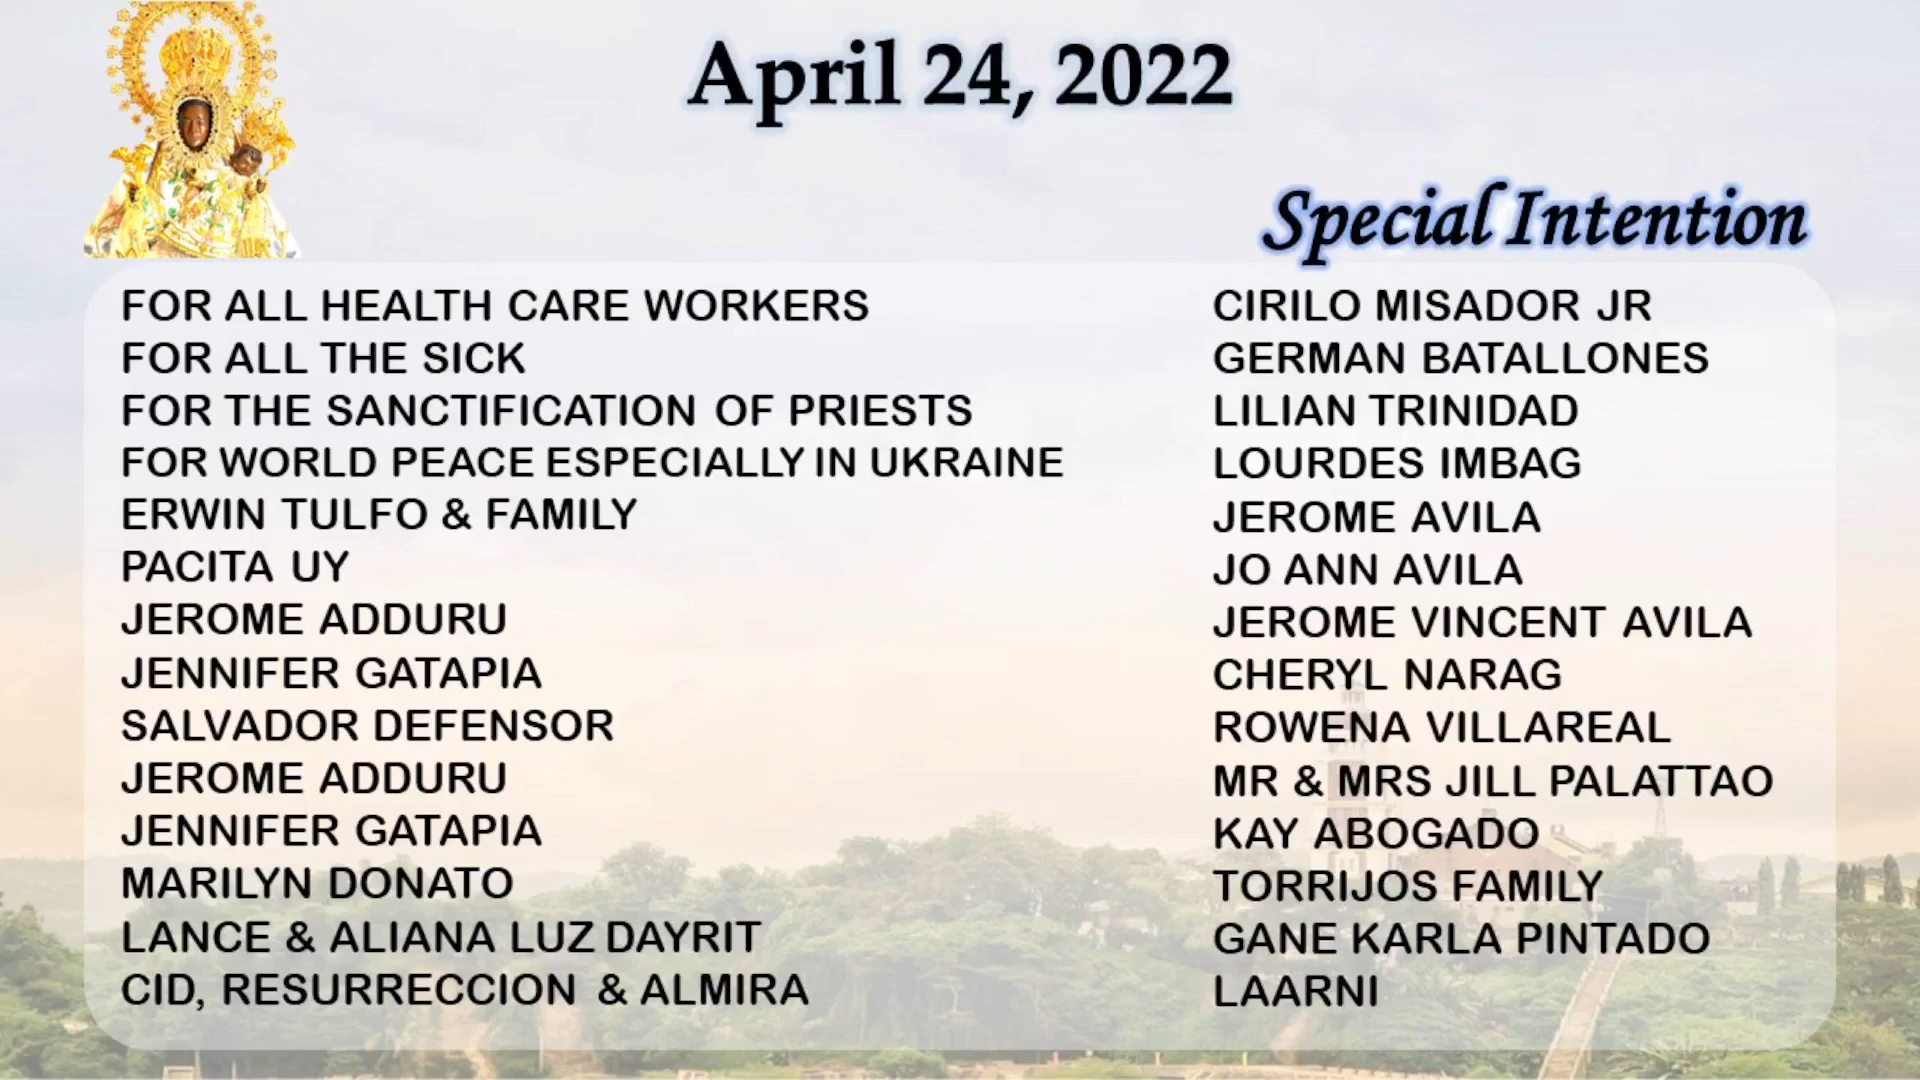 April 24, 2022
Special Intention
FOR ALL HEALTH CARE WORKERS
FOR ALL THE SICK
FOR THE SANCTIFICATION OF PRIESTS
FOR WORLD PEACE ESPECIALLY IN UKRAINE
ERWIN TULFO & FAMILY
PACITA UY
JEROME ADDURU
JENNIFER GATAPIA
SALVADOR DEFENSOR
JEROME ADDURU
JENNIFER GATAPIA
MARILYN DONATO
LANCE & ALIANA LUZ DAYRIT
CID, RESURRECCION & ALMIRA
CIRILO MISADOR JR
GERMAN BATALLONES
LILIAN TRINIDAD
LOURDES IMBAG
JEROME AVILA
JO ANN AVILA
JEROME VINCENT AVILA
CHERYL NARAG
ROWENA VILLAREAL
MR & MRS JILL PALATTAO
KAY ABOGADO
TORRIJOS FAMILY
GANE KARLA PINTADO
LAARNI